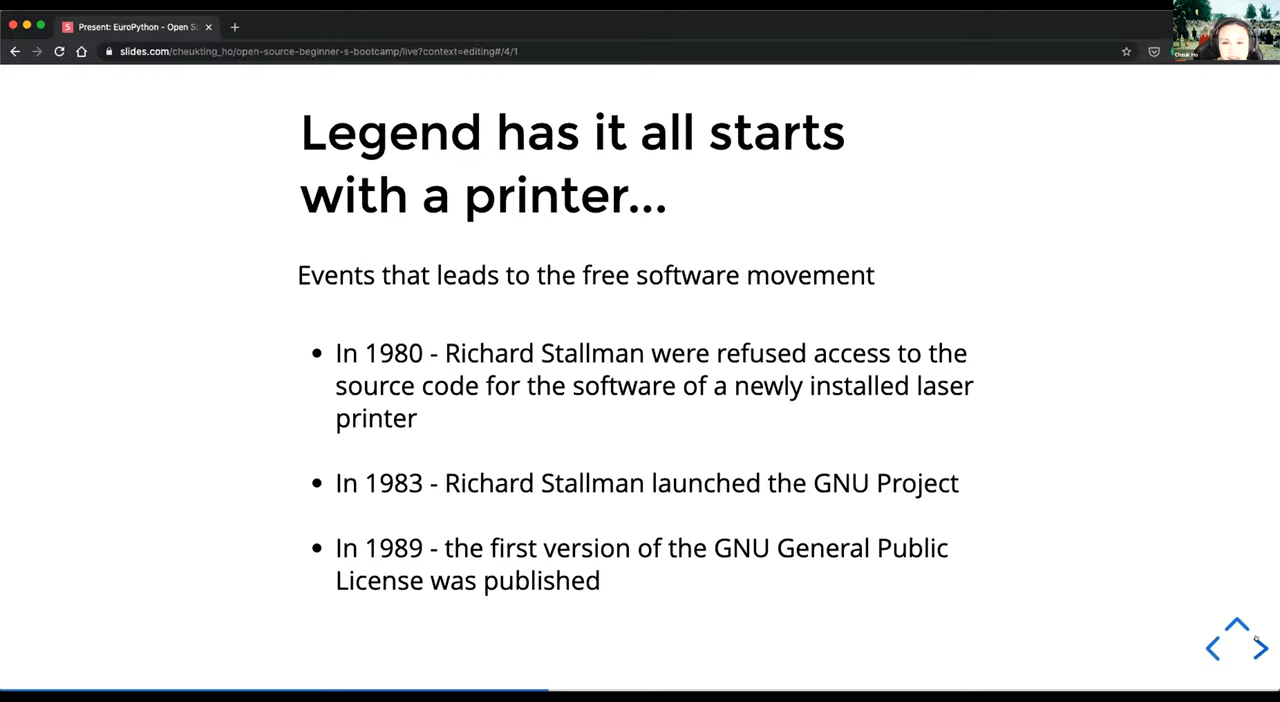 Present: EuroPython - Open S
slides.com/cheukting_ho/open-source-beginner-s-bootcamp/live?context=editing#/4/1
Cheuk Ho
Legend has it all starts
with a printer...
Events that leads to the free software movement
• In 1980 - Richard Stallman were refused access to the
source code for the software of a newly installed laser
printer
• In 1983 - Richard Stallman launched the GNU Project
• In 1989 - the first version of the GNU General Public
License was published